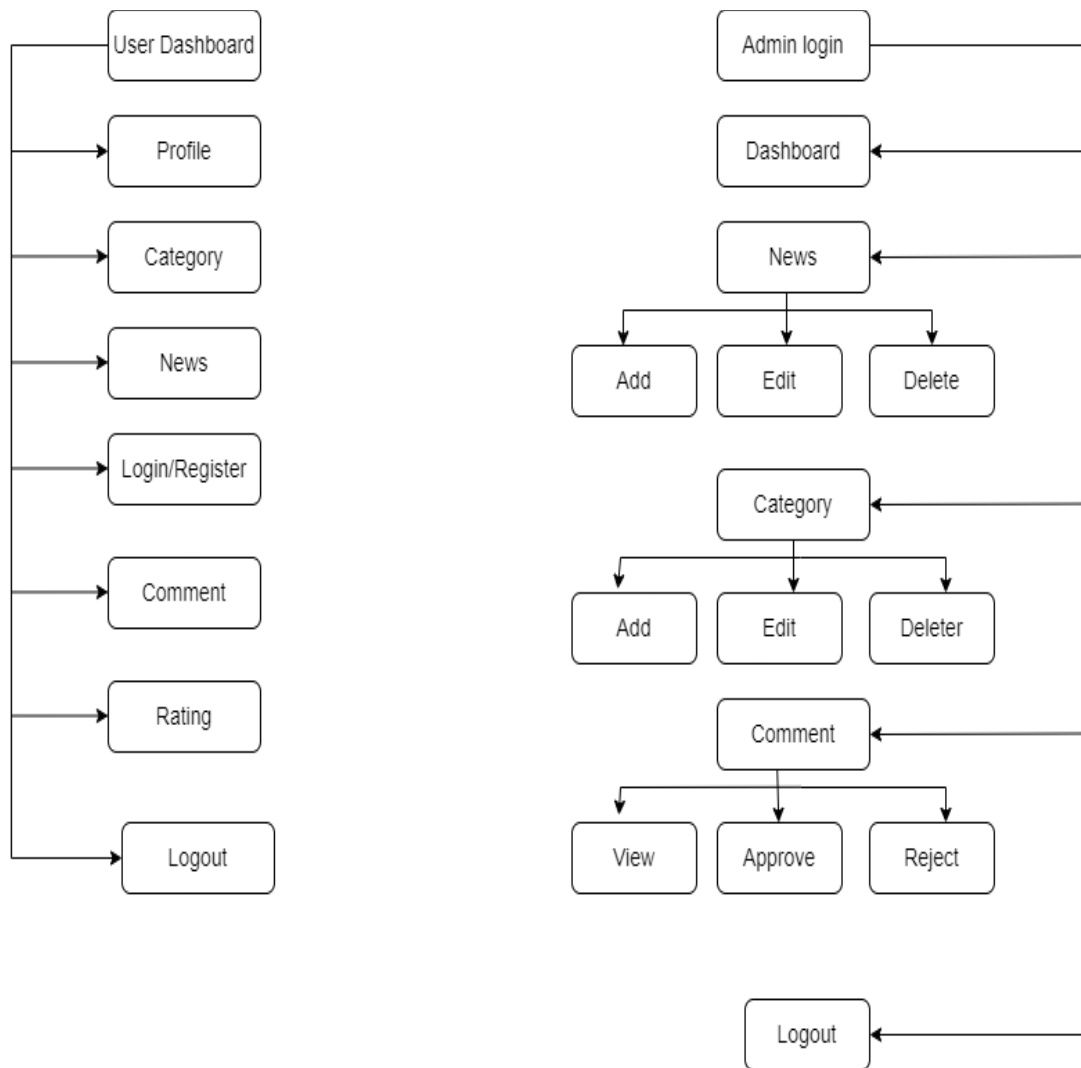 User Dashboard
Profile
Category
News
Login/Register
Comment
Rating
Logout
Admin login
Dashboard
News
Add
Edit
Delete
Category
Add
Edit
Deleter
Comment
View
Approve
Reject
Logout